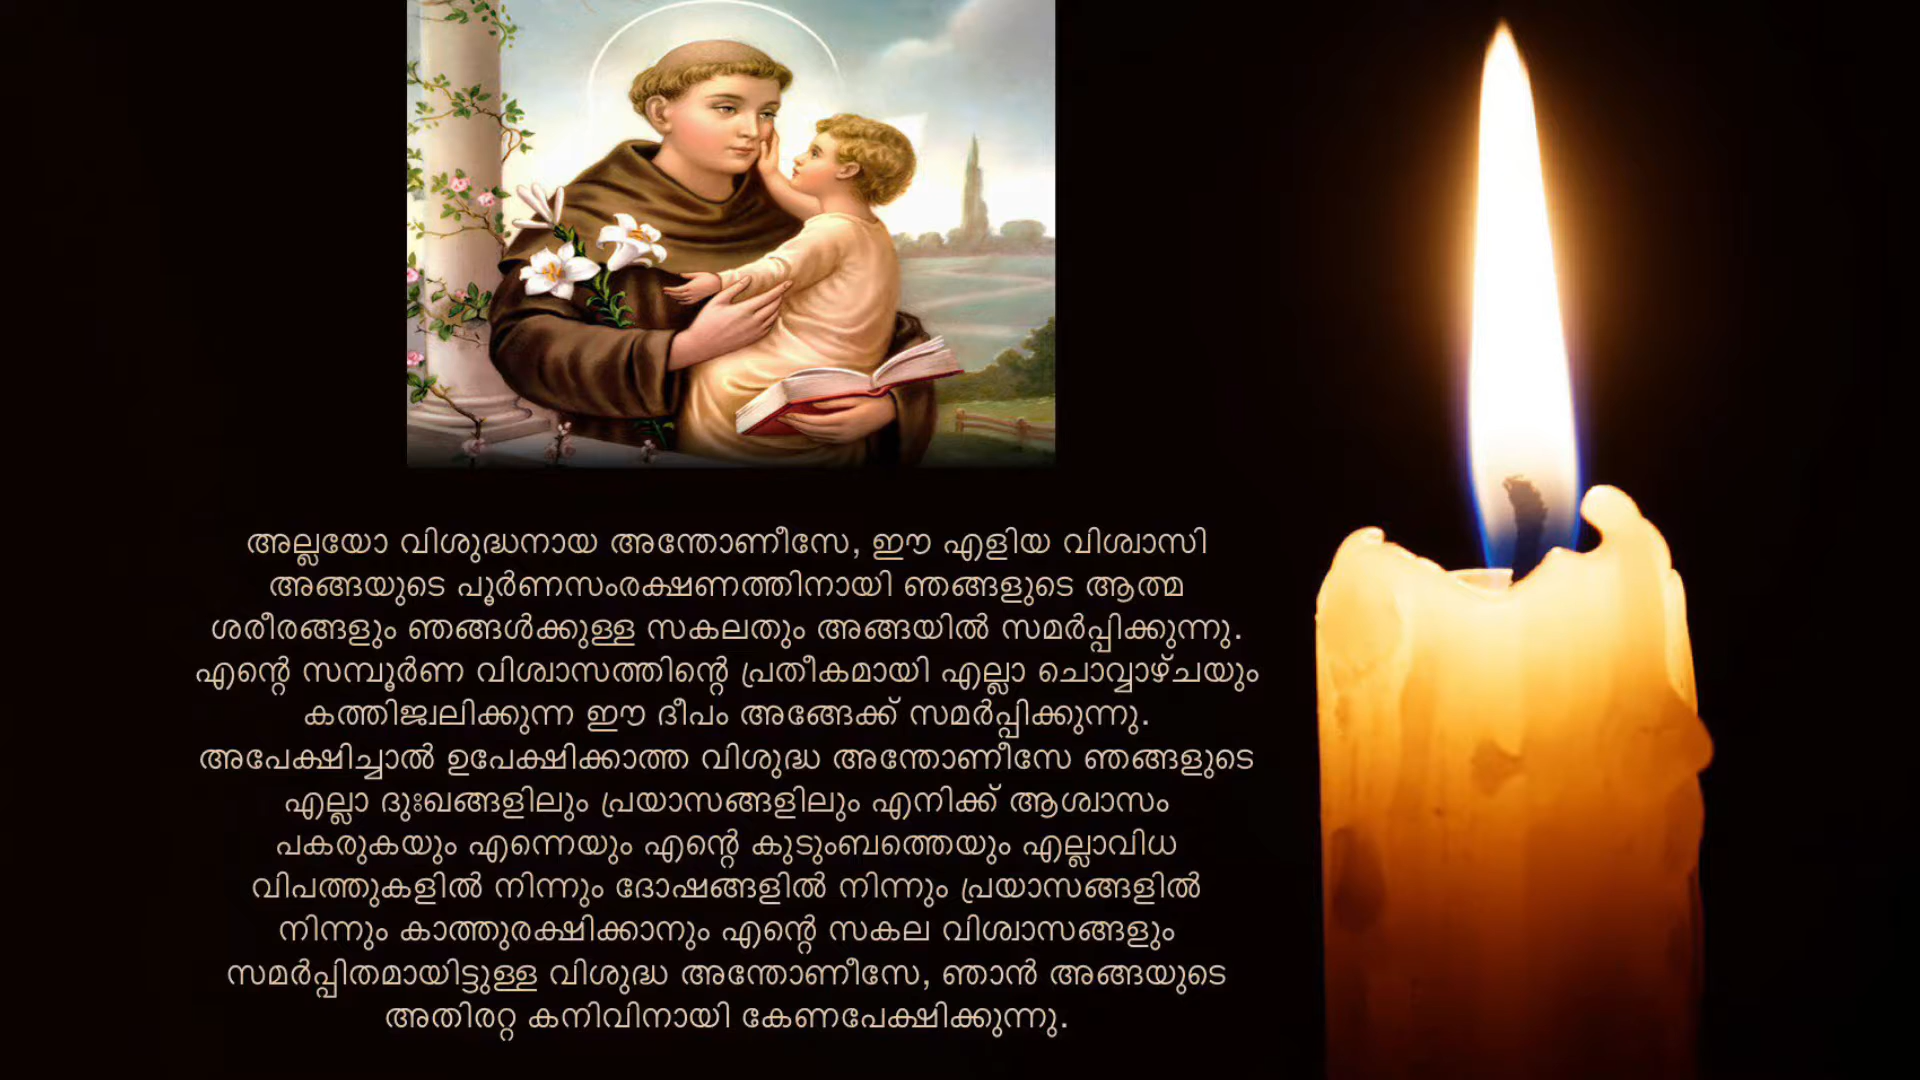 അല്ലയോ വിശുദ്ധനായ അന്തോണീസേ, ഈ എളിയ വിശ്വാസി
അങ്ങയുടെ പൂർണസംരക്ഷണത്തിനായി ഞങ്ങളുടെ ആത്മ
ശരീരങ്ങളും ഞങ്ങൾക്കുള്ള സകലതും അങ്ങയിൽ സമർപ്പിക്കുന്നു.
എന്റെ സമ്പൂർണ വിശ്വാസത്തിന്റെ പ്രതീകമായി എല്ലാ ചൊവ്വാഴ്ചയും
കത്തിജ്വലിക്കുന്ന ഈ ദീപം അങ്ങേക്ക് സമർപ്പിക്കുന്നു.
അപേക്ഷിച്ചാൽ ഉപേക്ഷിക്കാത്ത വിശുദ്ധ അന്തോണീസേ ഞങ്ങളുടെ
എല്ലാ ദുഃഖങ്ങളിലും പ്രയാസങ്ങളിലും എനിക്ക് ആശ്വാസം
പകരുകയും എന്നെയും എന്റെ കുടുംബത്തെയും എല്ലാവിധ
വിപത്തുകളിൽ നിന്നും ദോഷങ്ങളിൽ നിന്നും പ്രയാസങ്ങളിൽ
നിന്നും കാത്തുരക്ഷിക്കാനും എന്റെ സകല വിശ്വാസങ്ങളും
സമർപ്പിതമായിട്ടുള്ള വിശുദ്ധ അന്തോണീസേ, ഞാൻ അങ്ങയുടെ
അതിരറ്റ കനിവിനായി കേണപേക്ഷിക്കുന്നു.